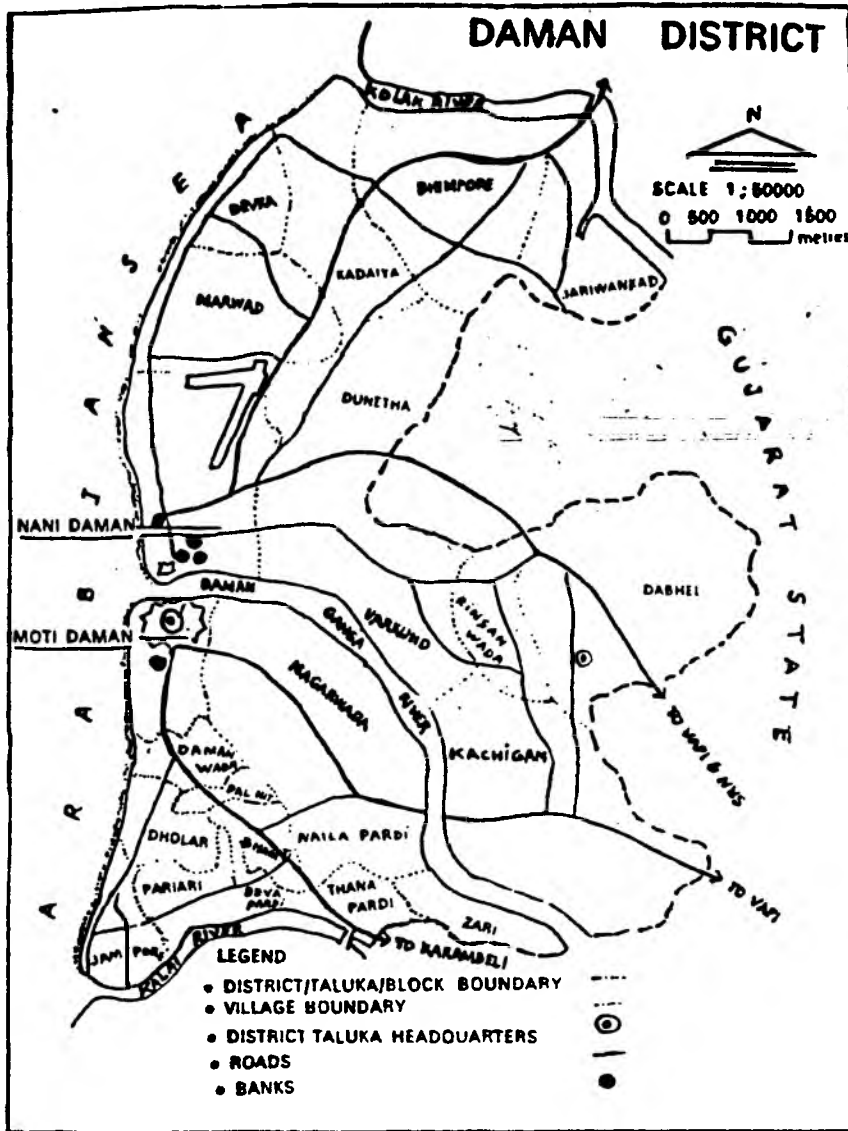 DAMAN DISTRICT
KOLAK RIVER
N
SCALE 1 ; 50000
0 500 1000 1500
metres
ARABIAN SEA
DEVKA
BHIMPORE
KADAIYA
JARIWANKAD
MARWAD
GUJARAT STATE
DUNETHA
NANI DAMAN
DAMAN
GANGA
RIVER
VARKUND
RINGAN
WADA
DABHEL
MOTI DAMAN
MAGARWADA
KACHIGAM
TO VAPI & NHS
DAMAN
WADA
DHOLAR
NAILA PARDI
PARIARI
THANA
PARDI
ZARI
TO VAPI
JAM PORE
KALAI RIVER
TO KARAMBELI
LEGEND
DISTRICT/TALUKA/BLOCK BOUNDARY
VILLAGE BOUNDARY
DISTRICT TALUKA HEADQUARTERS
ROADS
BANKS